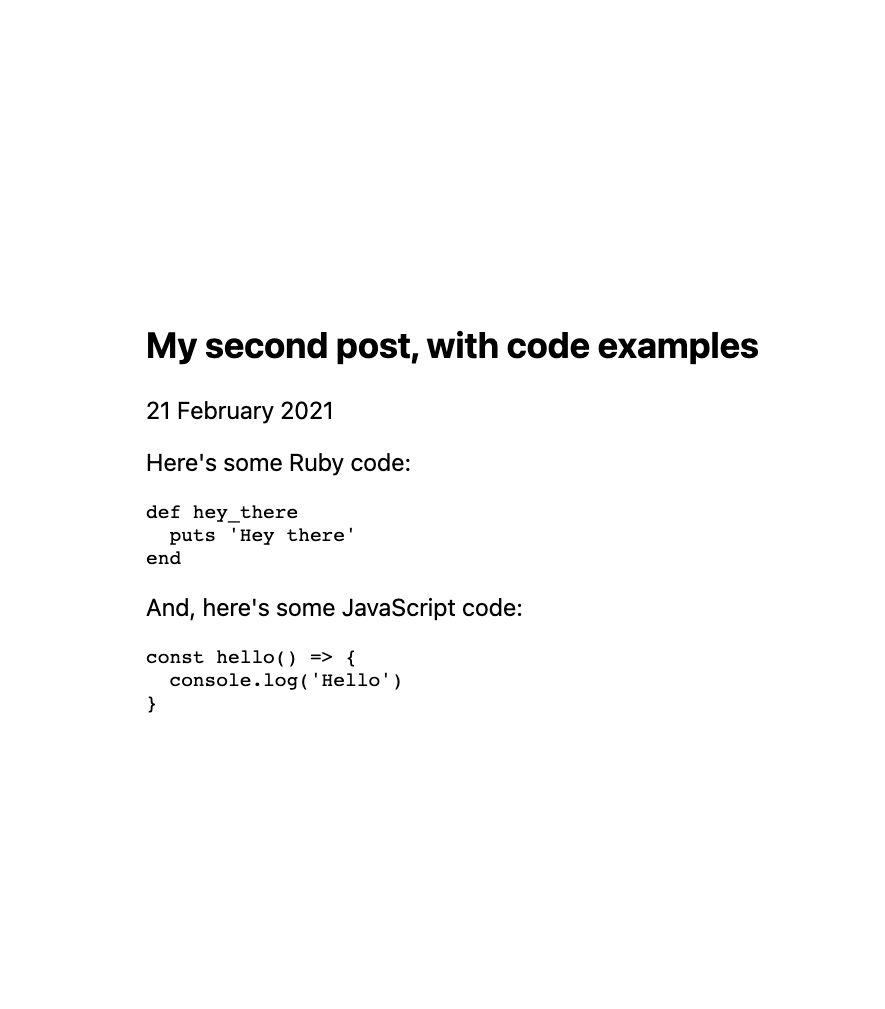 My second post, with code examples
21 February 2021
Here's some Ruby code:
def hey_there
  puts 'Hey there'
end
And, here's some JavaScript code:
const hello() => {
  console.log('Hello')
}